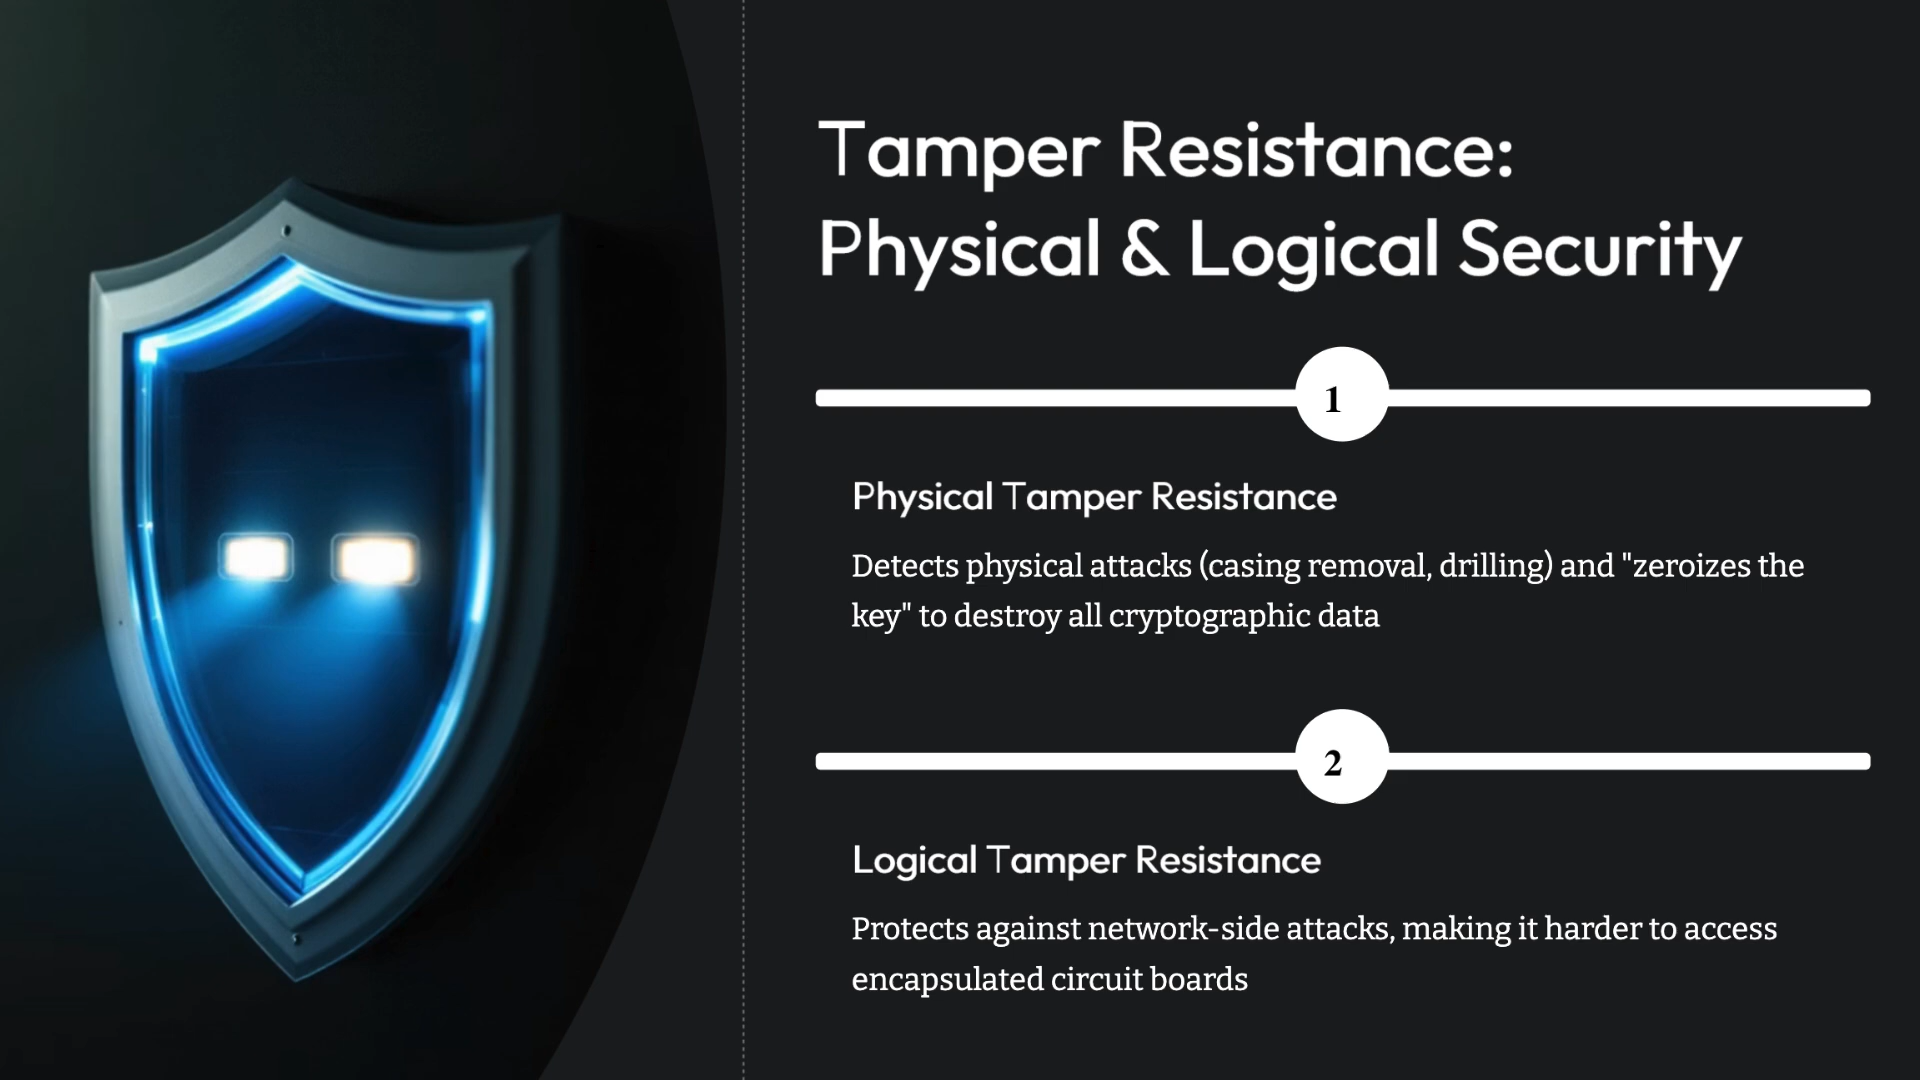 Tamper Resistance:
Physical & Logical Security
1
Physical Tamper Resistance
Detects physical attacks (casing removal, drilling) and "zeroizes the
key" to destroy all cryptographic data
2
Logical Tamper Resistance
Protects against network-side attacks, making it harder to access
encapsulated circuit boards